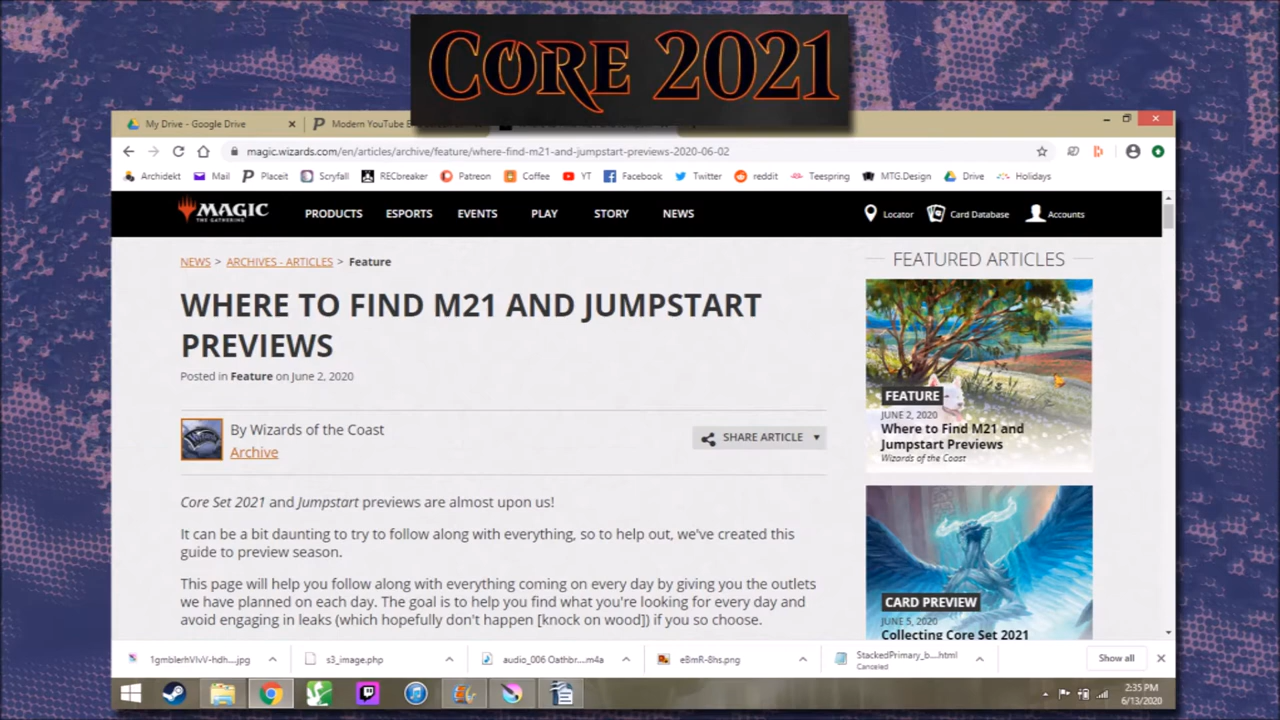 CORE 2021
My Drive - Google Drive
Modern YouTube B
magic.wizards.com/en/articles/archive/feature/where-find-m21-and-jumpstart-previews-2020-06-02
Archidekt Mail Placeit Scryfall RECbreaker Patreon Coffee YT Facebook Twitter reddit Teespring MTG.Design Drive Holidays
MAGIC PRODUCTS ESPORTS EVENTS PLAY STORY NEWS Locator Card Database Accounts
THE GATHERING
NEWS > ARCHIVES - ARTICLES > Feature
WHERE TO FIND M21 AND JUMPSTART
PREVIEWS
Posted in Feature on June 2, 2020
By Wizards of the Coast
Archive
SHARE ARTICLE
Core Set 2021 and Jumpstart previews are almost upon us!
It can be a bit daunting to try to follow along with everything, so to help out, we've created this
guide to preview season.
This page will help you follow along with everything coming on every day by giving you the outlets
we have planned on each day. The goal is to help you find what you're looking for every day and
avoid engaging in leaks (which hopefully don't happen [knock on wood]) if you so choose.
FEATURED ARTICLES
FEATURE
JUNE 2, 2020
Where to Find M21 and
Jumpstart Previews
Wizards of the Coast
CARD PREVIEW
JUNE 5, 2020
Collecting Core Set 2021
1gmblerhVlvV-hdh....jpg
s3_image.php
audio_006 Oathbr....m4a
eBmR-8hs.png
StackedPrimary_b....html
Canceled
Show all
2:35 PM
6/13/2020